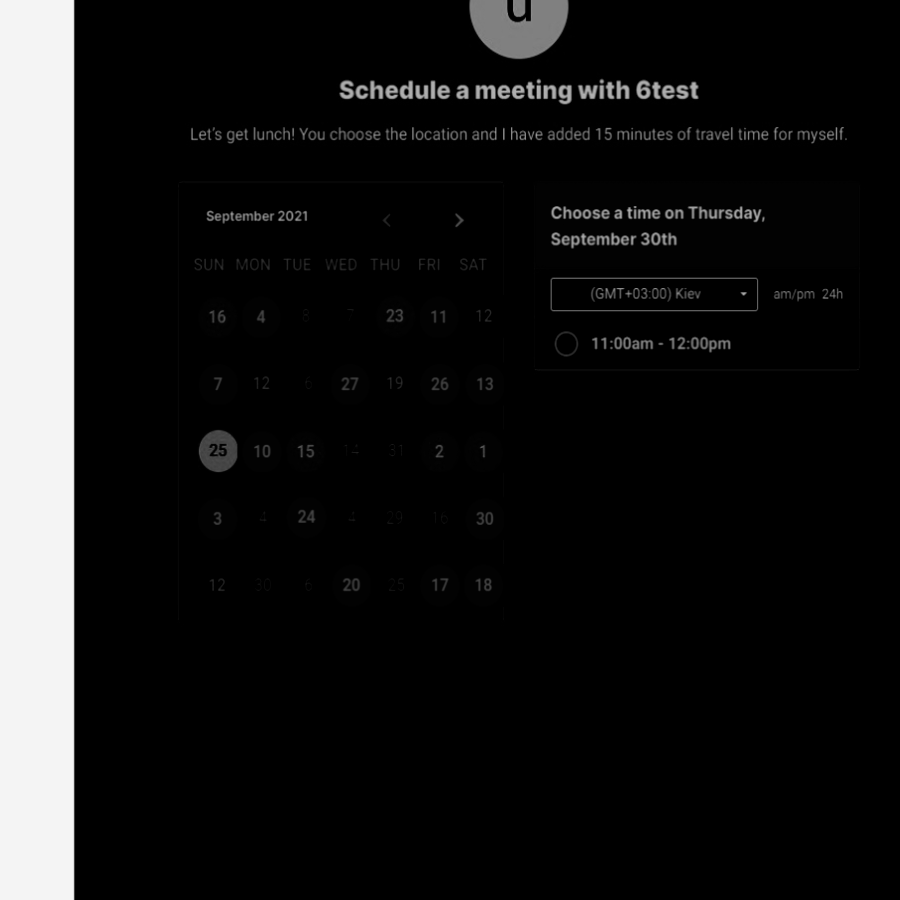 u
Schedule a meeting with 6test
Let's get lunch! You choose the location and I have added 15 minutes of travel time for myself.
September 2021
SUN MON TUE WED THU FRI SAT
16 4 8 7 23 11 12
7 12 6 27 19 26 13
25 10 15 14 31 2 1
3 4 24 4 29 16 30
12 30 6 20 25 17 18
Choose a time on Thursday,
September 30th
(GMT+03:00) Kiev
am/pm 24h
11:00am - 12:00pm